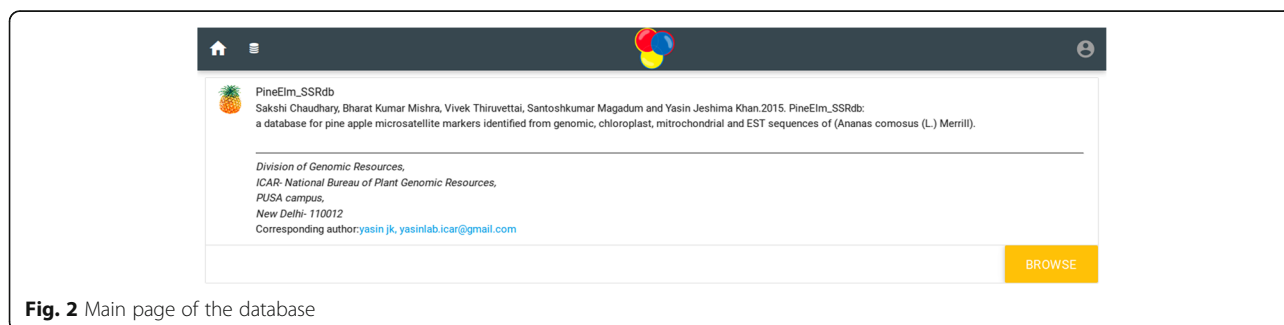 PineElm_SSRdb
Sakshi Chaudhary, Bharat Kumar Mishra, Vivek Thiruvettai, Santoshkumar Magadum and Yasin Jeshima Khan.2015. PineElm_SSRdb:
a database for pine apple microsatellite markers identified from genomic, chloroplast, mitrochondrial and EST sequences of (Ananas comosus (L.) Merrill).
Division of Genomic Resources,
ICAR- National Bureau of Plant Genomic Resources,
PUSA campus,
New Delhi- 110012
Corresponding author:yasin jk, yasinlab.icar@gmail.com
BROWSE
Fig. 2 Main page of the database